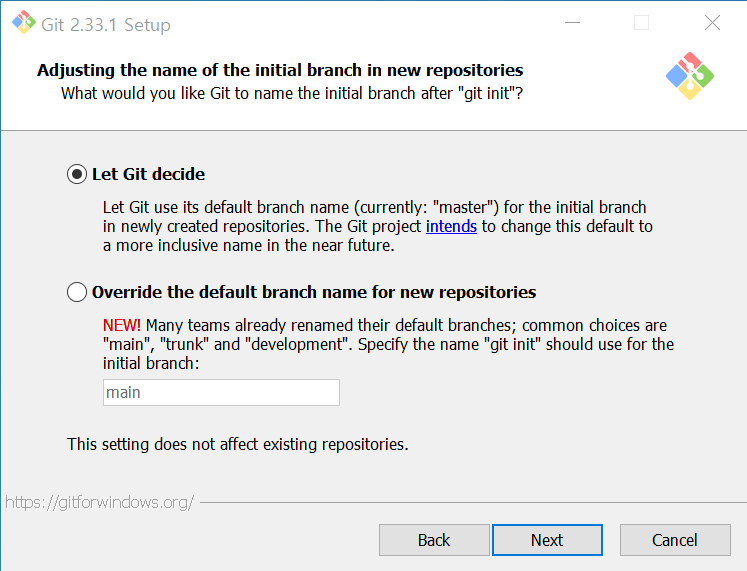 Git 2.33.1 Setup
Adjusting the name of the initial branch in new repositories
What would you like Git to name the initial branch after "git init"?
Let Git decide
Let Git use its default branch name (currently: "master") for the initial branch
in newly created repositories. The Git project intends to change this default to
a more inclusive name in the near future.
Override the default branch name for new repositories
NEW! Many teams already renamed their default branches; common choices are
"main", "trunk" and "development". Specify the name "git init" should use for the
initial branch:
main
This setting does not affect existing repositories.
https://gitforwindows.org/
Back Next Cancel